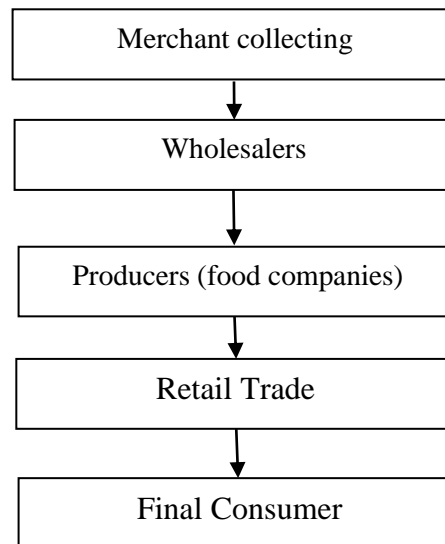 Merchant collecting
Wholesalers
Producers (food companies)
Retail Trade
Final Consumer